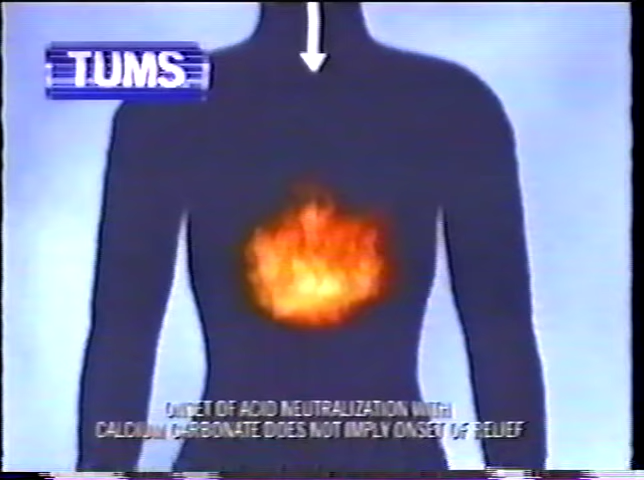 TUMS
ONSET OF ACID NEUTRALIZATION WITH
CALCIUM CARBONATE DOES NOT IMPLY ONSET OF RELIEF